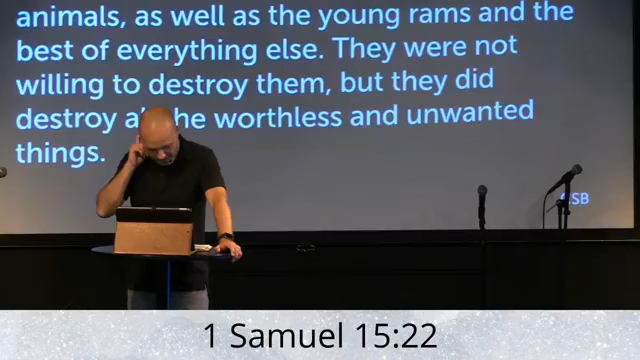 animals, as well as the young rams and the
best of everything else. They were not
willing to destroy them, but they did
destroy the worthless and unwanted
things.
1 Samuel 15:22